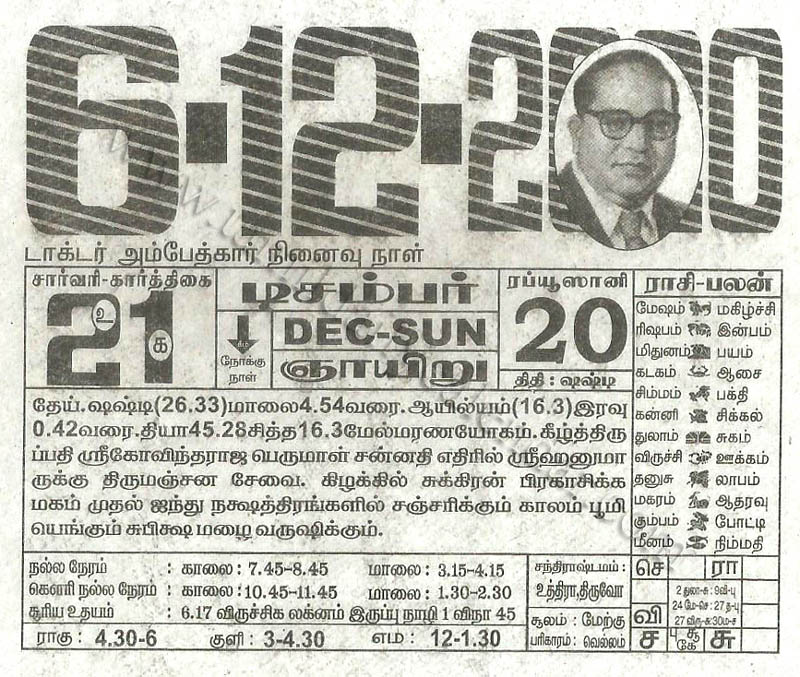 6-12-2020
டாக்டர் அம்பேத்கார் நினைவு நாள்
சார்வரி-கார்த்திகை
21
உ
க
டிசம்பர்
கீழ்
நோக்கு
நாள்
DEC-SUN
ஞாயிறு
ரப்யூஸானி
20
திதி : ஷஷ்டி
ராசி-பலன்
மேஷம் மகிழ்ச்சி
ரிஷபம் இன்பம்
மிதுனம் பயம்
கடகம் ஆசை
சிம்மம் பக்தி
கன்னி சிக்கல்
துலாம் சுகம்
விருச்சி ஊக்கம்
தனுசு லாபம்
மகரம் ஆதரவு
கும்பம் போட்டி
மீனம் நிம்மதி
தேய். ஷஷ்டி(26.33)மாலை4.54வரை.ஆயில்யம்(16.3)இரவு
0.42வரை.தியா45.28சித்த16.3மேல்மரணயோகம். கீழ்த்திரு
ப்பதி ஸ்ரீகோவிந்தராஜ பெருமாள் சன்னதி எதிரில் ஸ்ரீஹனுமா
ருக்கு திருமஞ்சன சேவை. கிழக்கில் சுக்கிரன் பிரகாசிக்க
மகம் முதல் ஐந்து நக்ஷத்திரங்களில் சஞ்சரிக்கும் காலம் பூமி
யெங்கும் சுபிக்ஷ மழை வருஷிக்கும்.
நல்ல நேரம் : காலை: 7.45-8.45 மாலை: 3.15-4.15
கௌரி நல்ல நேரம் : காலை: 10.45-11.45 மாலை: 1.30-2.30
சூரிய உதயம் : 6.17 விருச்சிக லக்னம் இருப்பு நாழி 1 விநா 45
ராகு : 4.30-6 குளி : 3-4.30 எம : 12-1.30
சந்திராஷ்டமம் :
உத்திரா,திருவோ
சூலம் : மேற்கு
பரிகாரம் : வெல்லம்
செ ரா
2 துலா-சு : 9வி-பு
24 மே-செ : 27 த-பு
27 விரு-சு:30ம-ச
வி
ச பு சூ கே சு